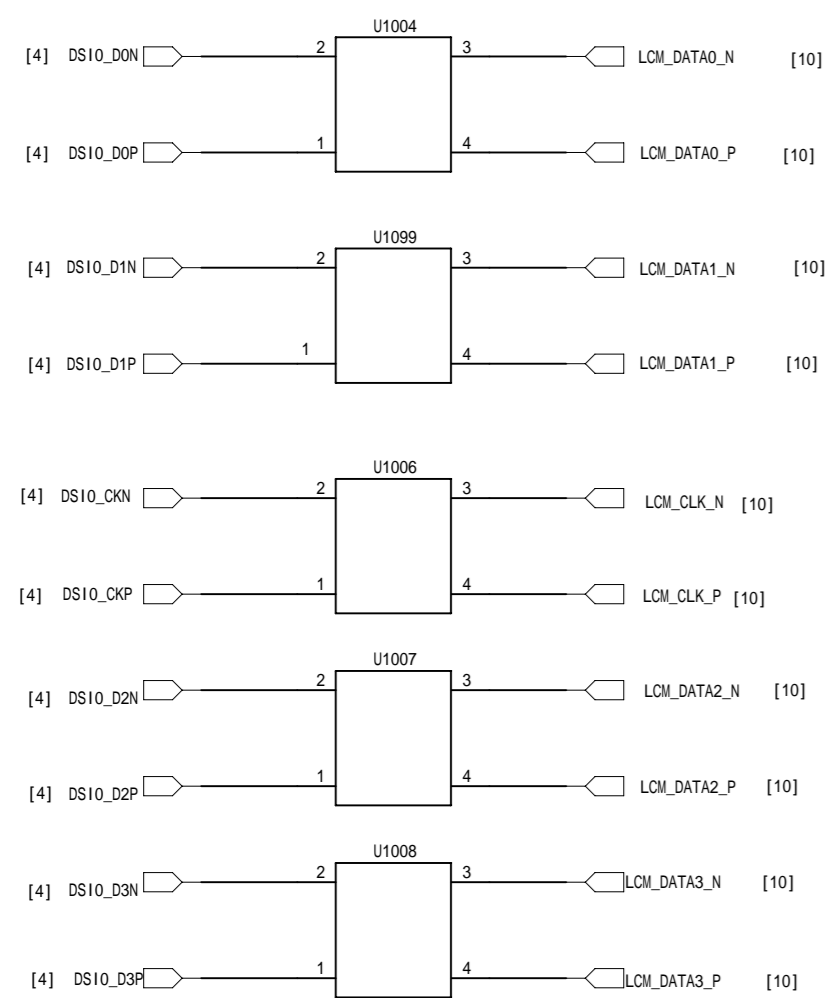 U1004
[4] DSI0_D0N 2 3 LCM_DATA0_N [10]
[4] DSI0_D0P 1 4 LCM_DATA0_P [10]
U1099
[4] DSI0_D1N 2 3 LCM_DATA1_N [10]
[4] DSI0_D1P 1 4 LCM_DATA1_P [10]
U1006
[4] DSI0_CKN 2 3 LCM_CLK_N [10]
[4] DSI0_CKP 1 4 LCM_CLK_P [10]
U1007
[4] DSI0_D2N 2 3 LCM_DATA2_N [10]
[4] DSI0_D2P 1 4 LCM_DATA2_P [10]
U1008
[4] DSI0_D3N 2 3 LCM_DATA3_N [10]
[4] DSI0_D3P 1 4 LCM_DATA3_P [10]